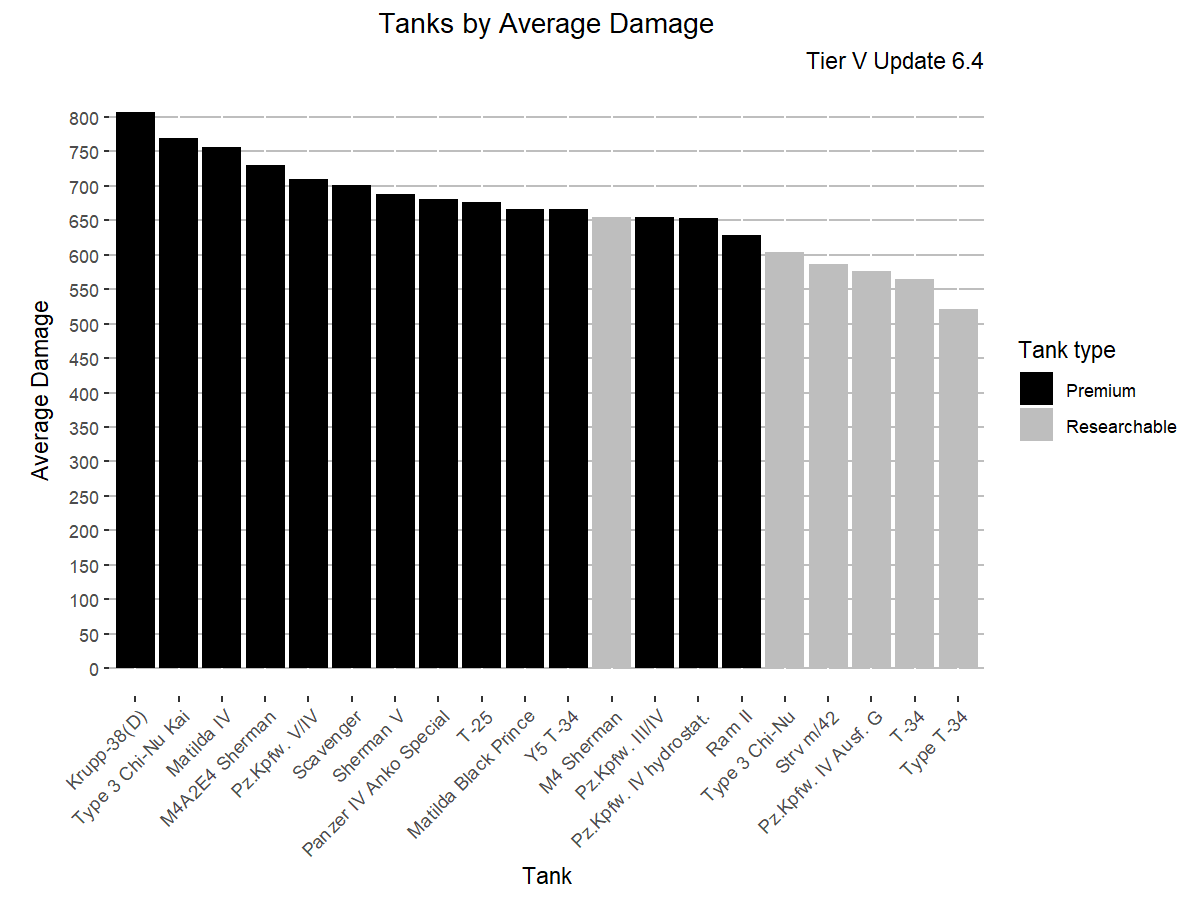 Tanks by Average Damage
Tier V Update 6.4
Average Damage
800
750
700
650
600
550
500
450
400
350
300
250
200
150
100
50
0
Krupp-38(D)
Type 3 Chi-Nu Kai
Matilda IV
M4A2E4 Sherman
Pz.Kpfw. V/IV
Scavenger
Sherman V
Panzer IV Anko Special
T-25
Matilda Black Prince
Y5 T-34
M4 Sherman
Pz.Kpfw. III/IV
Pz.Kpfw. IV hydrostat.
Ram II
Type 3 Chi-Nu
Strv m/42
Pz.Kpfw. IV Ausf. G
T-34
Type T-34
Tank
Tank type
Premium
Researchable